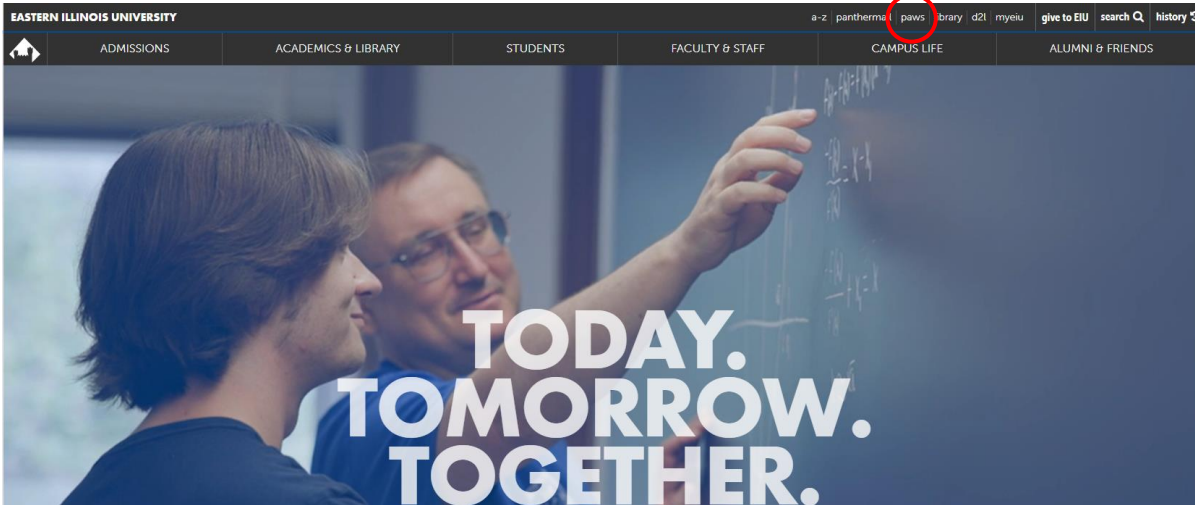 EASTERN ILLINOIS UNIVERSITY
a-z panthermail paws library d2l myeiu give to EIU search history
ADMISSIONS ACADEMICS & LIBRARY STUDENTS FACULTY & STAFF CAMPUS LIFE ALUMNI & FRIENDS
TODAY.
TOMORROW.
TOGETHER.